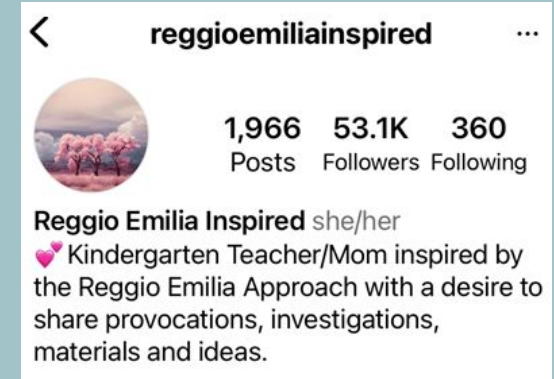 reggioemiliainspired
1,966 53.1K 360
Posts Followers Following
Reggio Emilia Inspired she/her
💕 Kindergarten Teacher/Mom inspired by
the Reggio Emilia Approach with a desire to
share provocations, investigations,
materials and ideas.